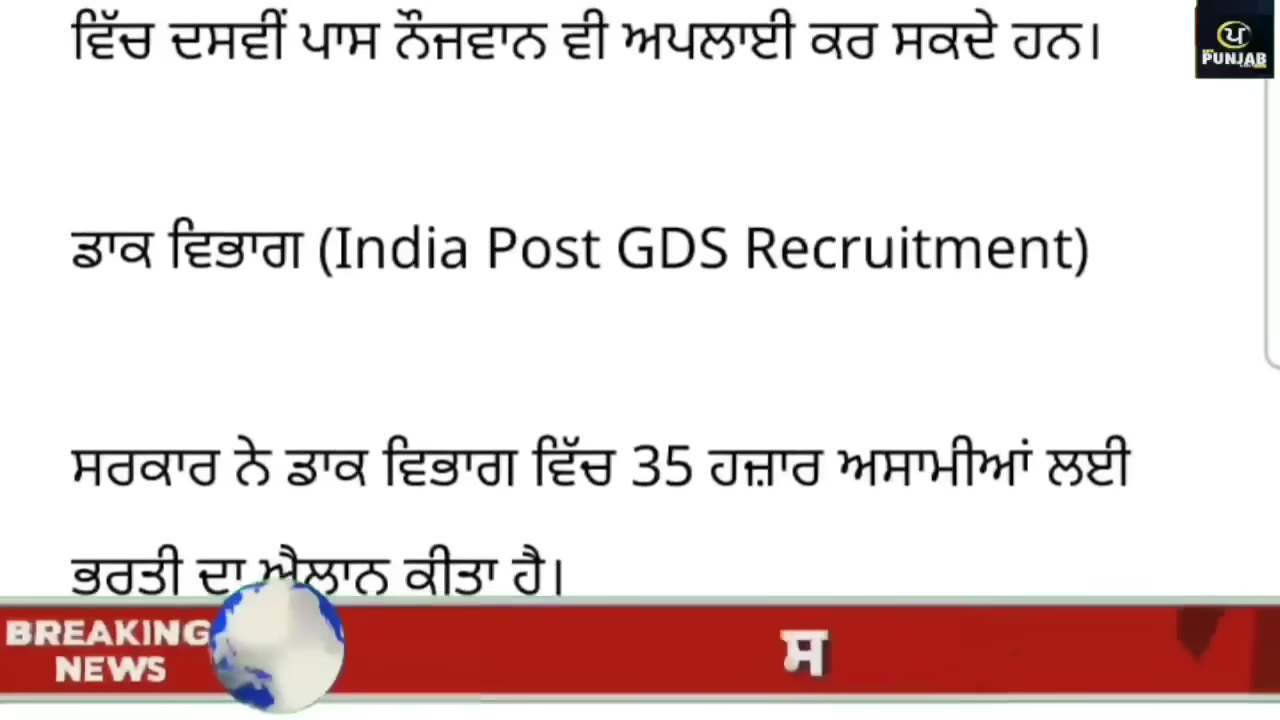 ਵਿੱਚ ਦਸਵੀਂ ਪਾਸ ਨੌਜਵਾਨ ਵੀ ਅਪਲਾਈ ਕਰ ਸਕਦੇ ਹਨ।
ਪ
PUNJAB
ਡਾਕ ਵਿਭਾਗ (India Post GDS Recruitment)
ਸਰਕਾਰ ਨੇ ਡਾਕ ਵਿਭਾਗ ਵਿੱਚ 35 ਹਜ਼ਾਰ ਅਸਾਮੀਆਂ ਲਈ
ਭਰਤੀ ਦਾ ਐਲਾਨ ਕੀਤਾ ਹੈ।
BREAKING
NEWS
ਸ